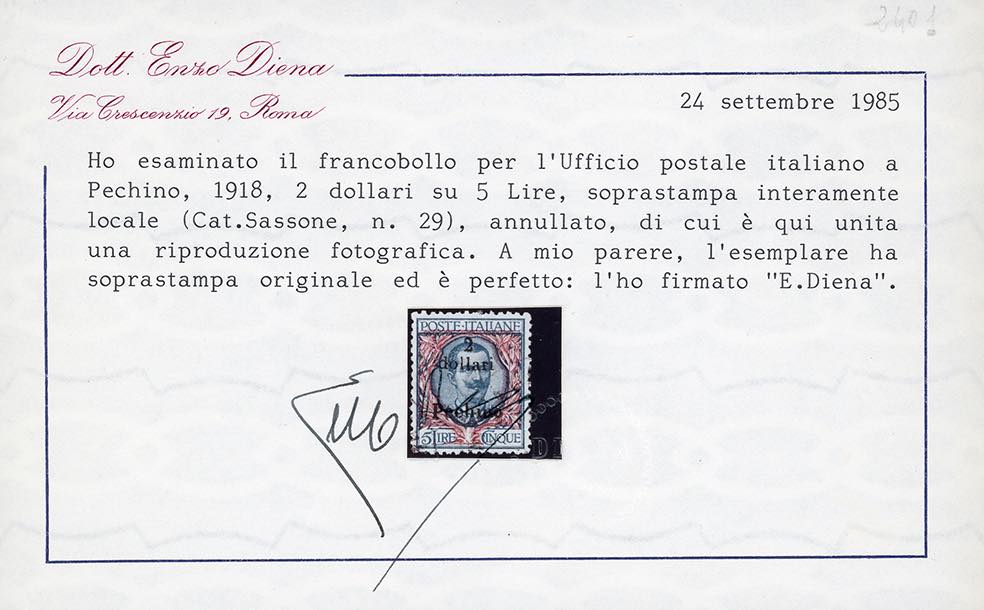 2401
Dott. Enzo Diena
Via Crescenzio 19, Roma
24 settembre 1985
Ho esaminato il francobollo per l'Ufficio postale italiano a
Pechino, 1918, 2 dollari su 5 Lire, soprastampa interamente
locale (Cat.Sassone, n. 29), annullato, di cui è qui unita
una riproduzione fotografica. A mio parere, l'esemplare ha
soprastampa originale ed è perfetto: l'ho firmato "E.Diena".
POSTE·ITALIANE
2
dollari
Pechino
5 LIRE CINQUE